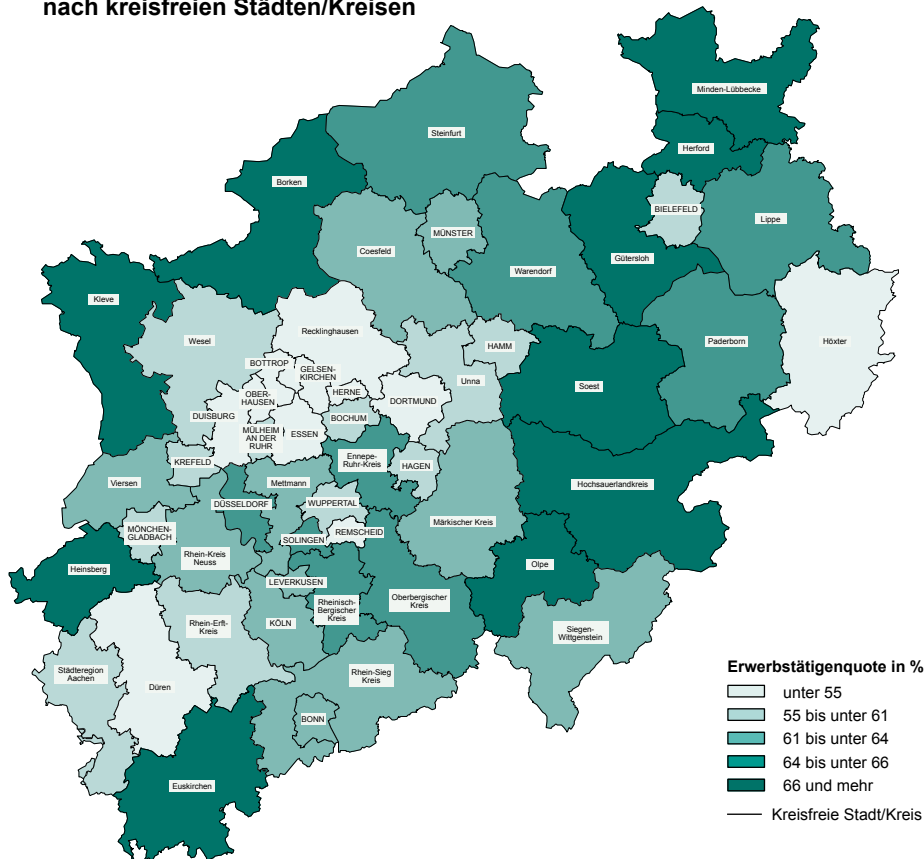 nach kreisfreien Städten/Kreisen
Minden-Lübbecke
Steinfurt
Herford
Borken
BIELEFELD
Lippe
MÜNSTER
Coesfeld
Gütersloh
Warendorf
Kleve
Recklinghausen
Wesel
Paderborn
Höxter
HAMM
BOTTROP
GELSEN-
KIRCHEN
Unna
Soest
HERNE
OBER-
HAUSEN
DORTMUND
DUISBURG
BOCHUM
MÜLHEIM
AN DER
RUHR
ESSEN
Ennepe-
Ruhr-Kreis
KREFELD
HAGEN
Viersen
Mettmann
Hochsauerlandkreis
DÜSSELDORF
WUPPERTAL
Märkischer Kreis
MÖNCHEN-
GLADBACH
REMSCHEID
SOLINGEN
Rhein-Kreis
Neuss
Heinsberg
Olpe
LEVERKUSEN
Rheinisch-
Bergischer
Kreis
Oberbergischer
Kreis
Rhein-Erft-
Kreis
KÖLN
Siegen-
Wittgenstein
Städteregion
Aachen
Rhein-Sieg
Kreis
Düren
BONN
Euskirchen
Erwerbstätigenquote in %
unter 55
55 bis unter 61
61 bis unter 64
64 bis unter 66
66 und mehr
Kreisfreie Stadt/Kreis